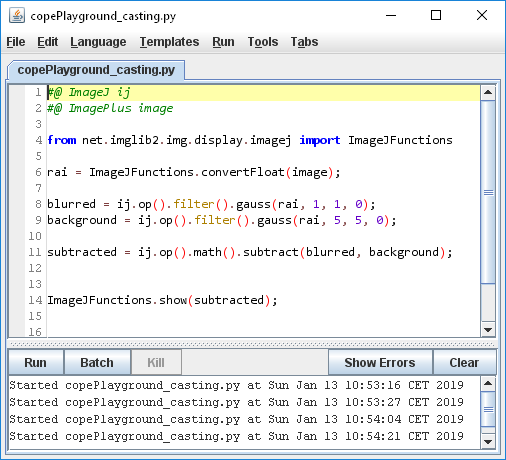 copePlayground_casting.py
File Edit Language Templates Run Tools Tabs
copePlayground_casting.py
1 #@ ImageJ ij
2 #@ ImagePlus image
3
4 from net.imglib2.img.display.imagej import ImageJFunctions
5
6 rai = ImageJFunctions.convertFloat(image);
7
8 blurred = ij.op().filter().gauss(rai, 1, 1, 0);
9 background = ij.op().filter().gauss(rai, 5, 5, 0);
10
11 subtracted = ij.op().math().subtract(blurred, background);
12
13
14 ImageJFunctions.show(subtracted);
15
16
Run Batch Kill Show Errors Clear
Started copePlayground_casting.py at Sun Jan 13 10:53:16 CET 2019
Started copePlayground_casting.py at Sun Jan 13 10:53:27 CET 2019
Started copePlayground_casting.py at Sun Jan 13 10:54:04 CET 2019
Started copePlayground_casting.py at Sun Jan 13 10:54:21 CET 2019